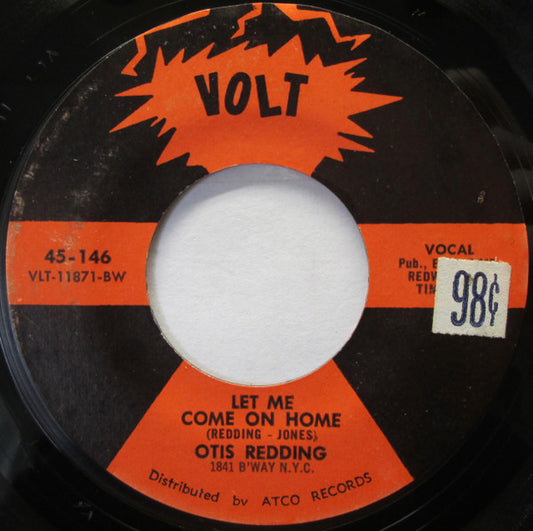 VOLT
45-146
VLT-11871-BW
VOCAL
Pub.,
98¢
LET ME
COME ON HOME
(REDDING - JONES)
OTIS REDDING
1841 B'WAY N.Y.C.
Distributed by ATCO RECORDS